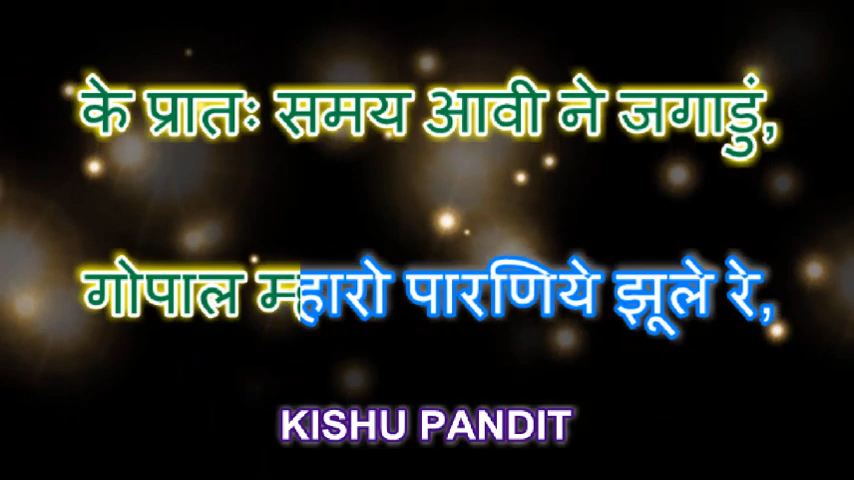 के प्रातः समय आवी ने जगाडुं,
गोपाल म्हारो पारणिये झूले रे,
KISHU PANDIT